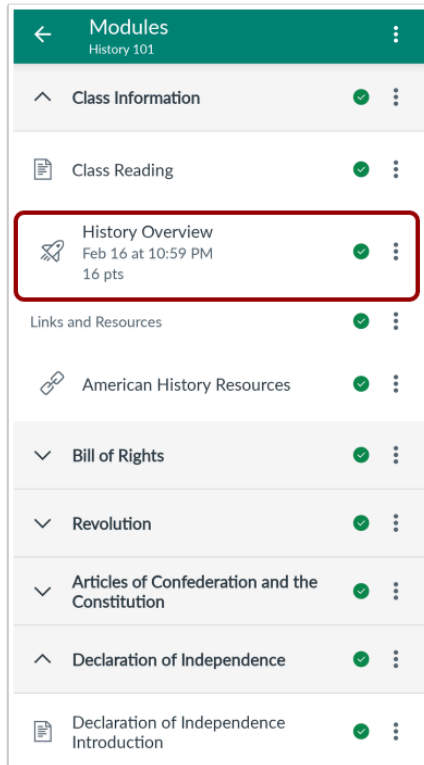 Modules
History 101
Class Information
Class Reading
History Overview
Feb 16 at 10:59 PM
16 pts
Links and Resources
American History Resources
Bill of Rights
Revolution
Articles of Confederation and the
Constitution
Declaration of Independence
Declaration of Independence
Introduction